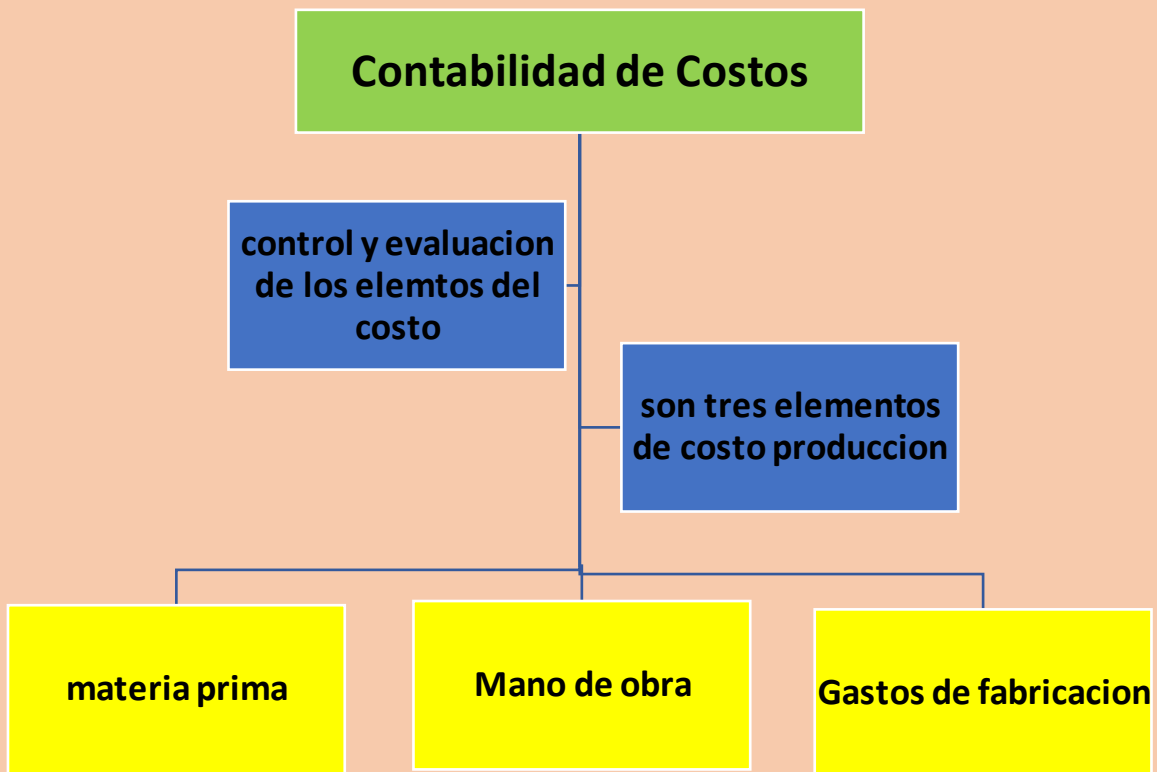 Contabilidad de Costos
control y evaluacion
de los elemtos del
costo
son tres elementos
de costo produccion
materia prima
Mano de obra
Gastos de fabricacion